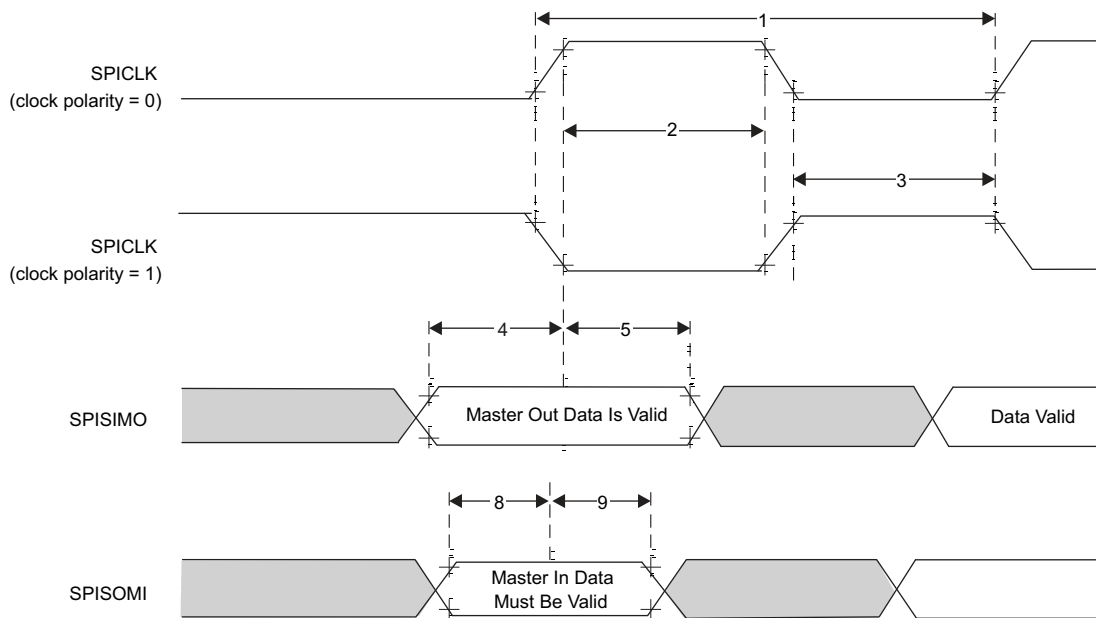 1
SPICLK
(clock polarity = 0)
2
3
SPICLK
(clock polarity = 1)
4
5
SPISIMO
Master Out Data Is Valid
Data Valid
8
9
SPISOMI
Master In Data
Must Be Valid